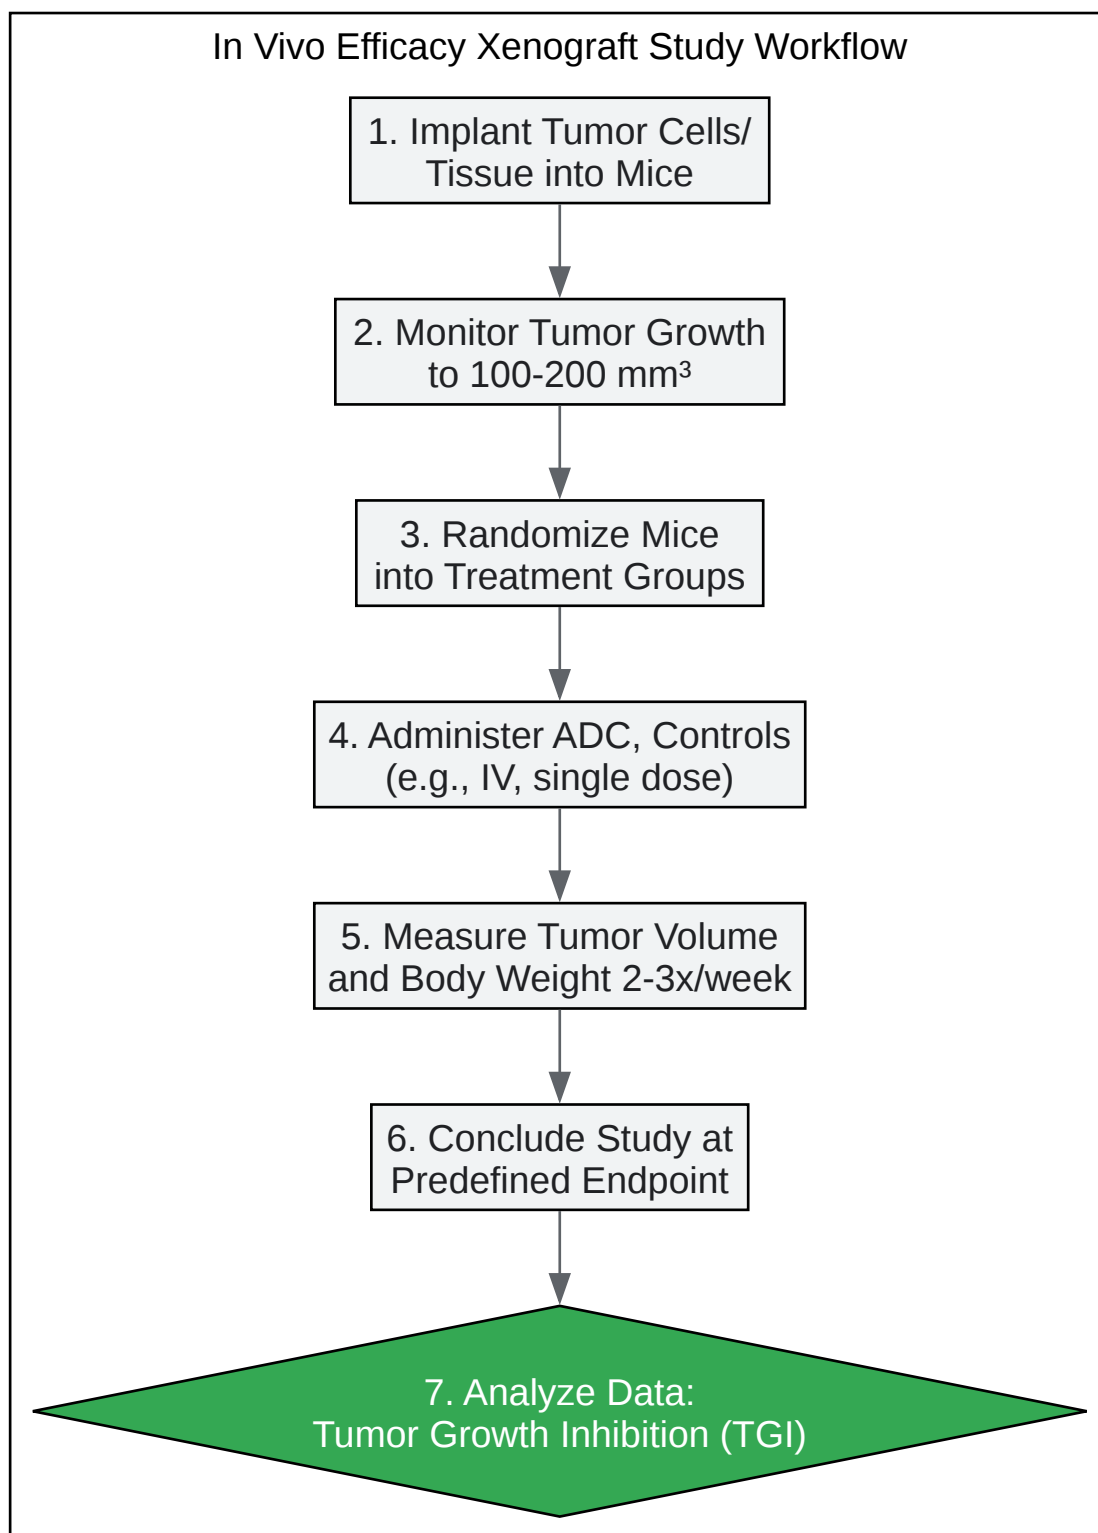 In Vivo Efficacy Xenograft Study Workflow
1. Implant Tumor Cells/
Tissue into Mice
2. Monitor Tumor Growth
to 100-200 mm³
3. Randomize Mice
into Treatment Groups
4. Administer ADC, Controls
(e.g., IV, single dose)
5. Measure Tumor Volume
and Body Weight 2-3x/week
6. Conclude Study at
Predefined Endpoint
7. Analyze Data:
Tumor Growth Inhibition (TGI)